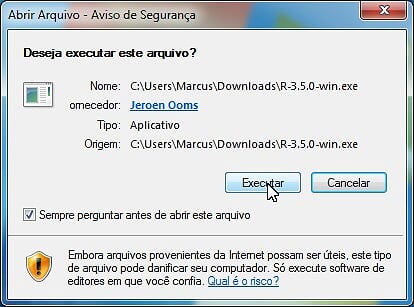 Abrir Arquivo - Aviso de Segurança
Deseja executar este arquivo?
Nome: C:\Users\Marcus\Downloads\R-3.5.0-win.exe
ornecedor: Jeroen Ooms
Tipo: Aplicativo
Origem: C:\Users\Marcus\Downloads\R-3.5.0-win.exe
Executar Cancelar
Sempre perguntar antes de abrir este arquivo
Embora arquivos provenientes da Internet possam ser úteis, este tipo
de arquivo pode danificar seu computador. Só execute software de
editores em que você confia. Qual é o risco?